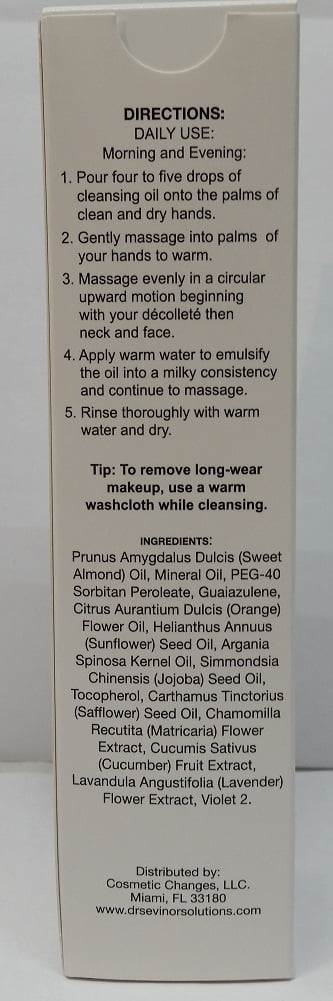 DIRECTIONS:
DAILY USE:
Morning and Evening:
1. Pour four to five drops of
cleansing oil onto the palms of
clean and dry hands.
2. Gently massage into palms of
your hands to warm.
3. Massage evenly in a circular
upward motion beginning
with your décolleté then
neck and face.
4. Apply warm water to emulsify
the oil into a milky consistency
and continue to massage.
5. Rinse thoroughly with warm
water and dry.
Tip: To remove long-wear
makeup, use a warm
washcloth while cleansing.
INGREDIENTS:
Prunus Amygdalus Dulcis (Sweet
Almond) Oil, Mineral Oil, PEG-40
Sorbitan Peroleate, Guaiazulene,
Citrus Aurantium Dulcis (Orange)
Flower Oil, Helianthus Annuus
(Sunflower) Seed Oil, Argania
Spinosa Kernel Oil, Simmondsia
Chinensis (Jojoba) Seed Oil,
Tocopherol, Carthamus Tinctorius
(Safflower) Seed Oil, Chamomilla
Recutita (Matricaria) Flower
Extract, Cucumis Sativus
(Cucumber) Fruit Extract,
Lavandula Angustifolia (Lavender)
Flower Extract, Violet 2.
Distributed by:
Cosmetic Changes, LLC.
Miami, FL 33180
www.drsevinorsolutions.com